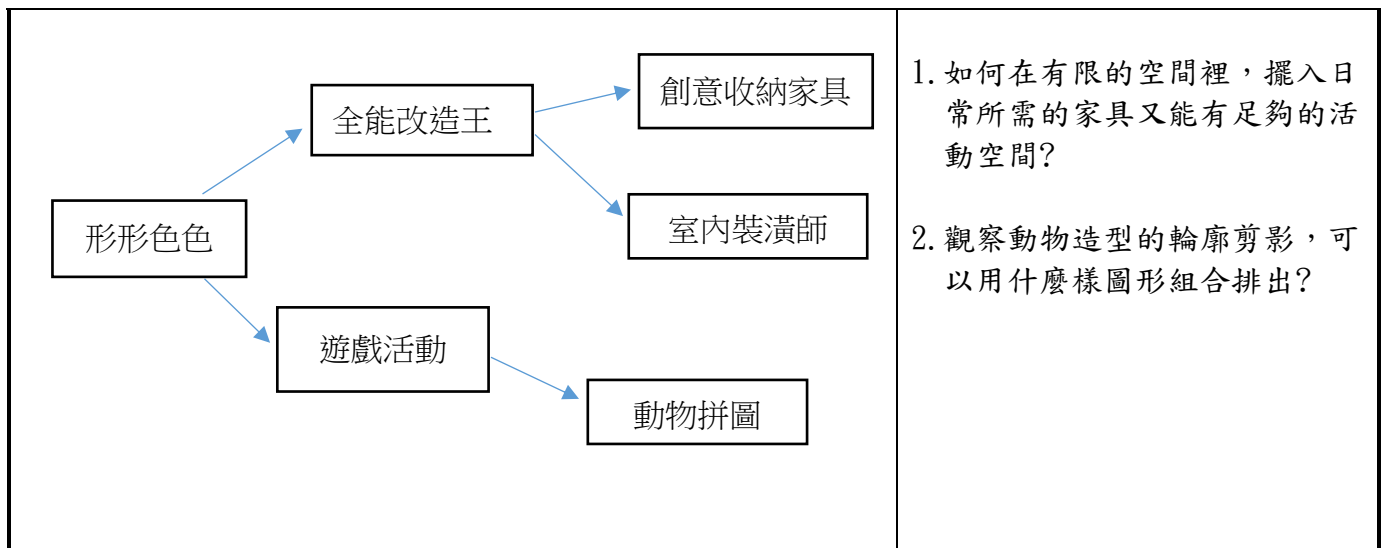 創意收納家具
全能改造王
室內裝潢師
形形色色
遊戲活動
動物拼圖
1. 如何在有限的空間裡，擺入日
常所需的家具又能有足夠的活
動空間?
2. 觀察動物造型的輪廓剪影，可
以用什麼樣圖形組合排出?